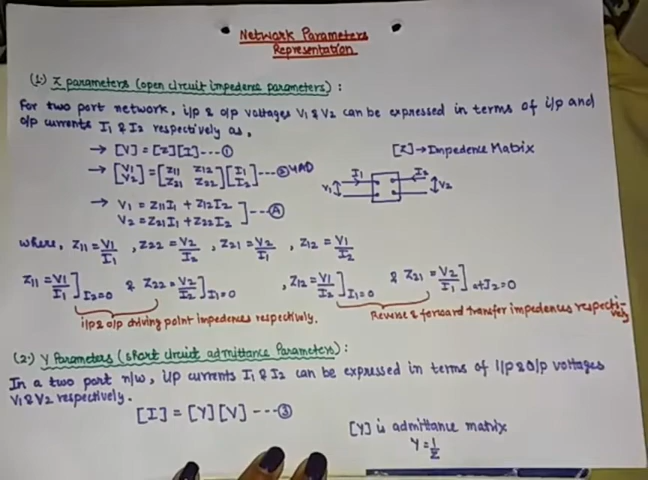 Network Parameters
Representation
(1.) Z parameters (open circuit impedence parameters) :
For two port network, i/p & o/p voltages V1 & V2 can be expressed in terms of i/p and
o/p currents I1 & I2 respectively as,
→ [V] = [Z][I] ---- ①
[Z] → Impedence Matrix
→ [V1 V2] = [Z11 Z12 Z21 Z22] [I1 I2] --- ②
V1 I1 I2 V2
→ V1 = Z11I1 + Z12I2
V2 = Z21I1 + Z22I2 ] --- Ⓐ
where, Z11 = V1/I1 , Z22 = V2/I2 , Z21 = V2/I1 , Z12 = V1/I2
Z11 = V1/I1 ] I2=0 & Z22 = V2/I2 ] I1=0 , Z12 = V1/I2 ] I1=0 & Z21 = V2/I1 ] at I2=0
i/p & o/p driving point impedences respectively.
Reverse & forward transfer impedences respectively
(2.) Y Parameters (short circuit admittance Parameters) :
In a two port n/w, i/p currents I1 & I2 can be expressed in terms of i/p & o/p voltages
V1 & V2 respectively.
[I] = [Y] [V] ---- ③
[Y] is admittance matrix
Y = 1/Z